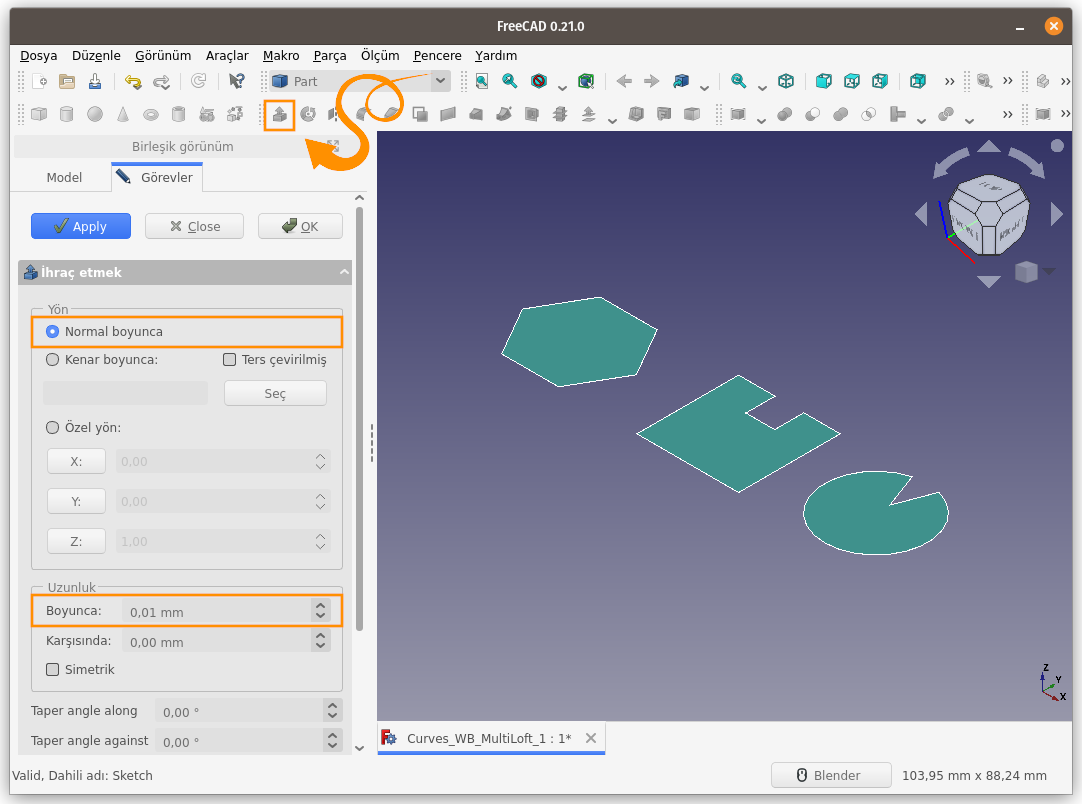 FreeCAD 0.21.0
Dosya Düzenle Görünüm Araçlar Makro Parça Ölçüm Pencere Yardım
Part
Birleşik görünüm
Model Görevler
Apply Close OK
İhraç etmek
Yön
Normal boyunca
Kenar boyunca: Ters çevirilmiş
Seç
Özel yön:
X: 0,00
Y: 0,00
Z: 1,00
Uzunluk
Boyunca: 0,01 mm
Karşısında: 0,00 mm
Simetrik
Taper angle along 0,00 °
Taper angle against 0,00 °
Z
Y
X
Curves_WB_MultiLoft_1 : 1*
Valid, Dahili adı: Sketch
Blender 103,95 mm x 88,24 mm